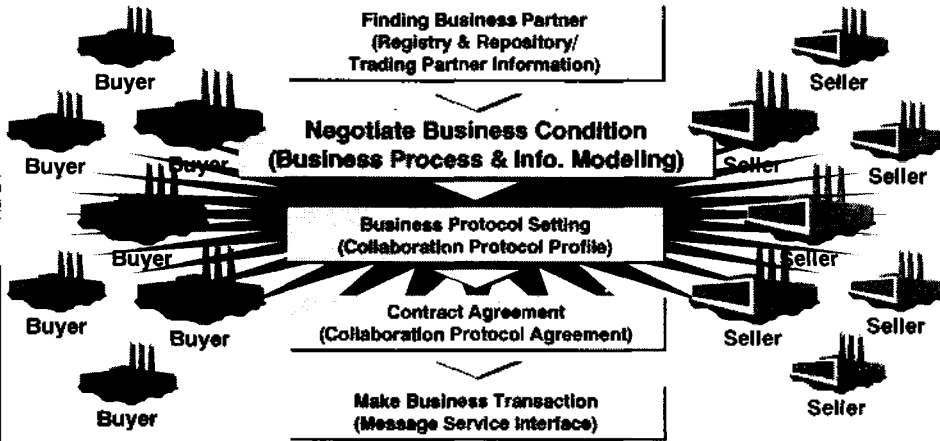 Finding Business Partner
(Registry & Repository/
Trading Partner Information)
Buyer
Seller
Negotiate Business Condition
(Business Process & Info. Modeling)
Buyer
Buyer
Seller
Seller
Business Protocol Setting
(Collaboration Protocol Profile)
Buyer
Seller
Contract Agreement
(Collaboration Protocol Agreement)
Buyer
Buyer
Seller
Seller
Make Business Transaction
(Message Service Interface)
Buyer
Seller